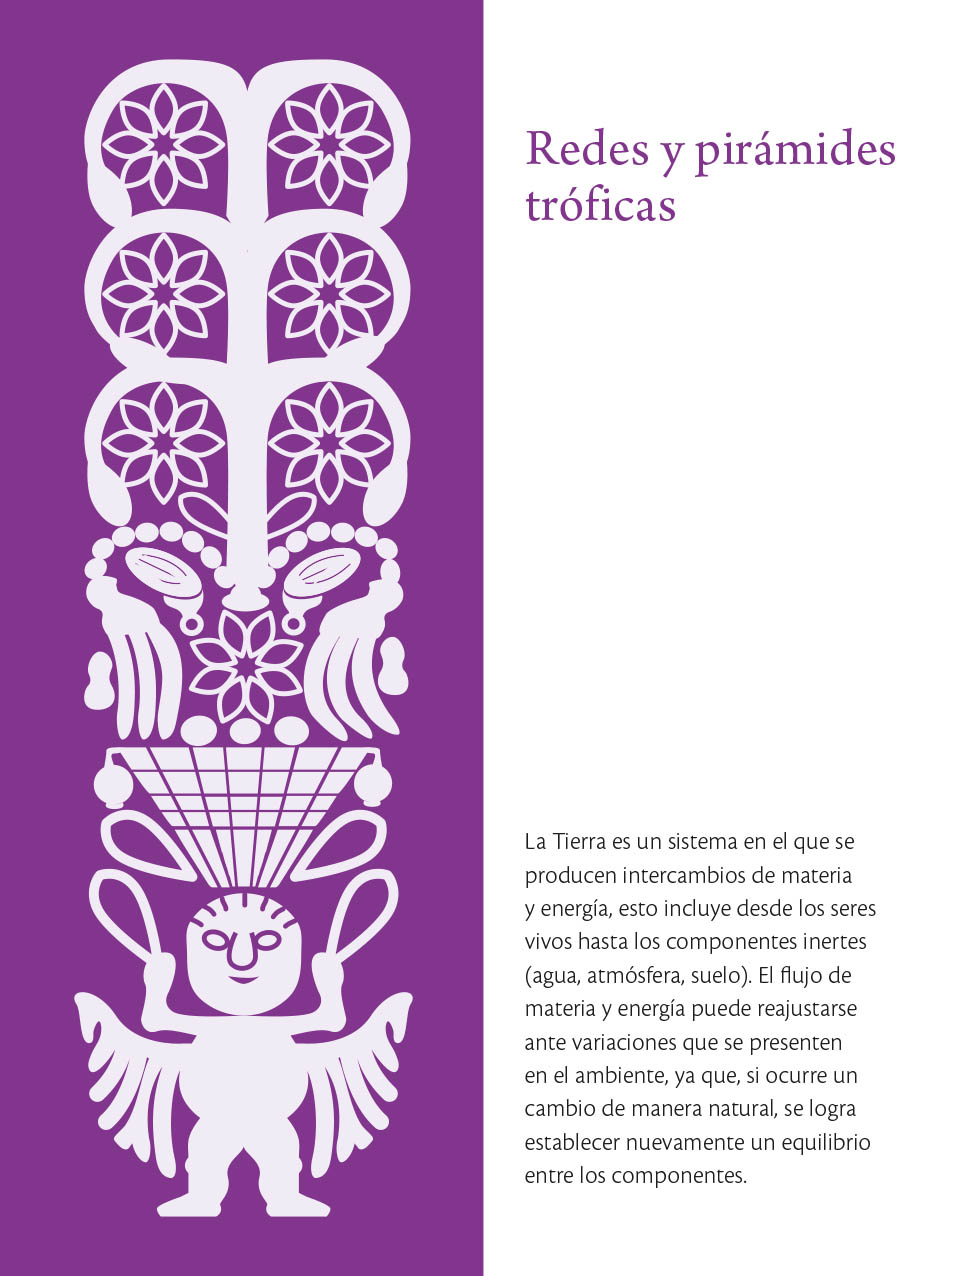 Redes y pirámides
tróficas
La Tierra es un sistema en el que se
producen intercambios de materia
y energía, esto incluye desde los seres
vivos hasta los componentes inertes
(agua, atmósfera, suelo). El flujo de
materia y energía puede reajustarse
ante variaciones que se presenten
en el ambiente, ya que, si ocurre un
cambio de manera natural, se logra
establecer nuevamente un equilibrio
entre los componentes.